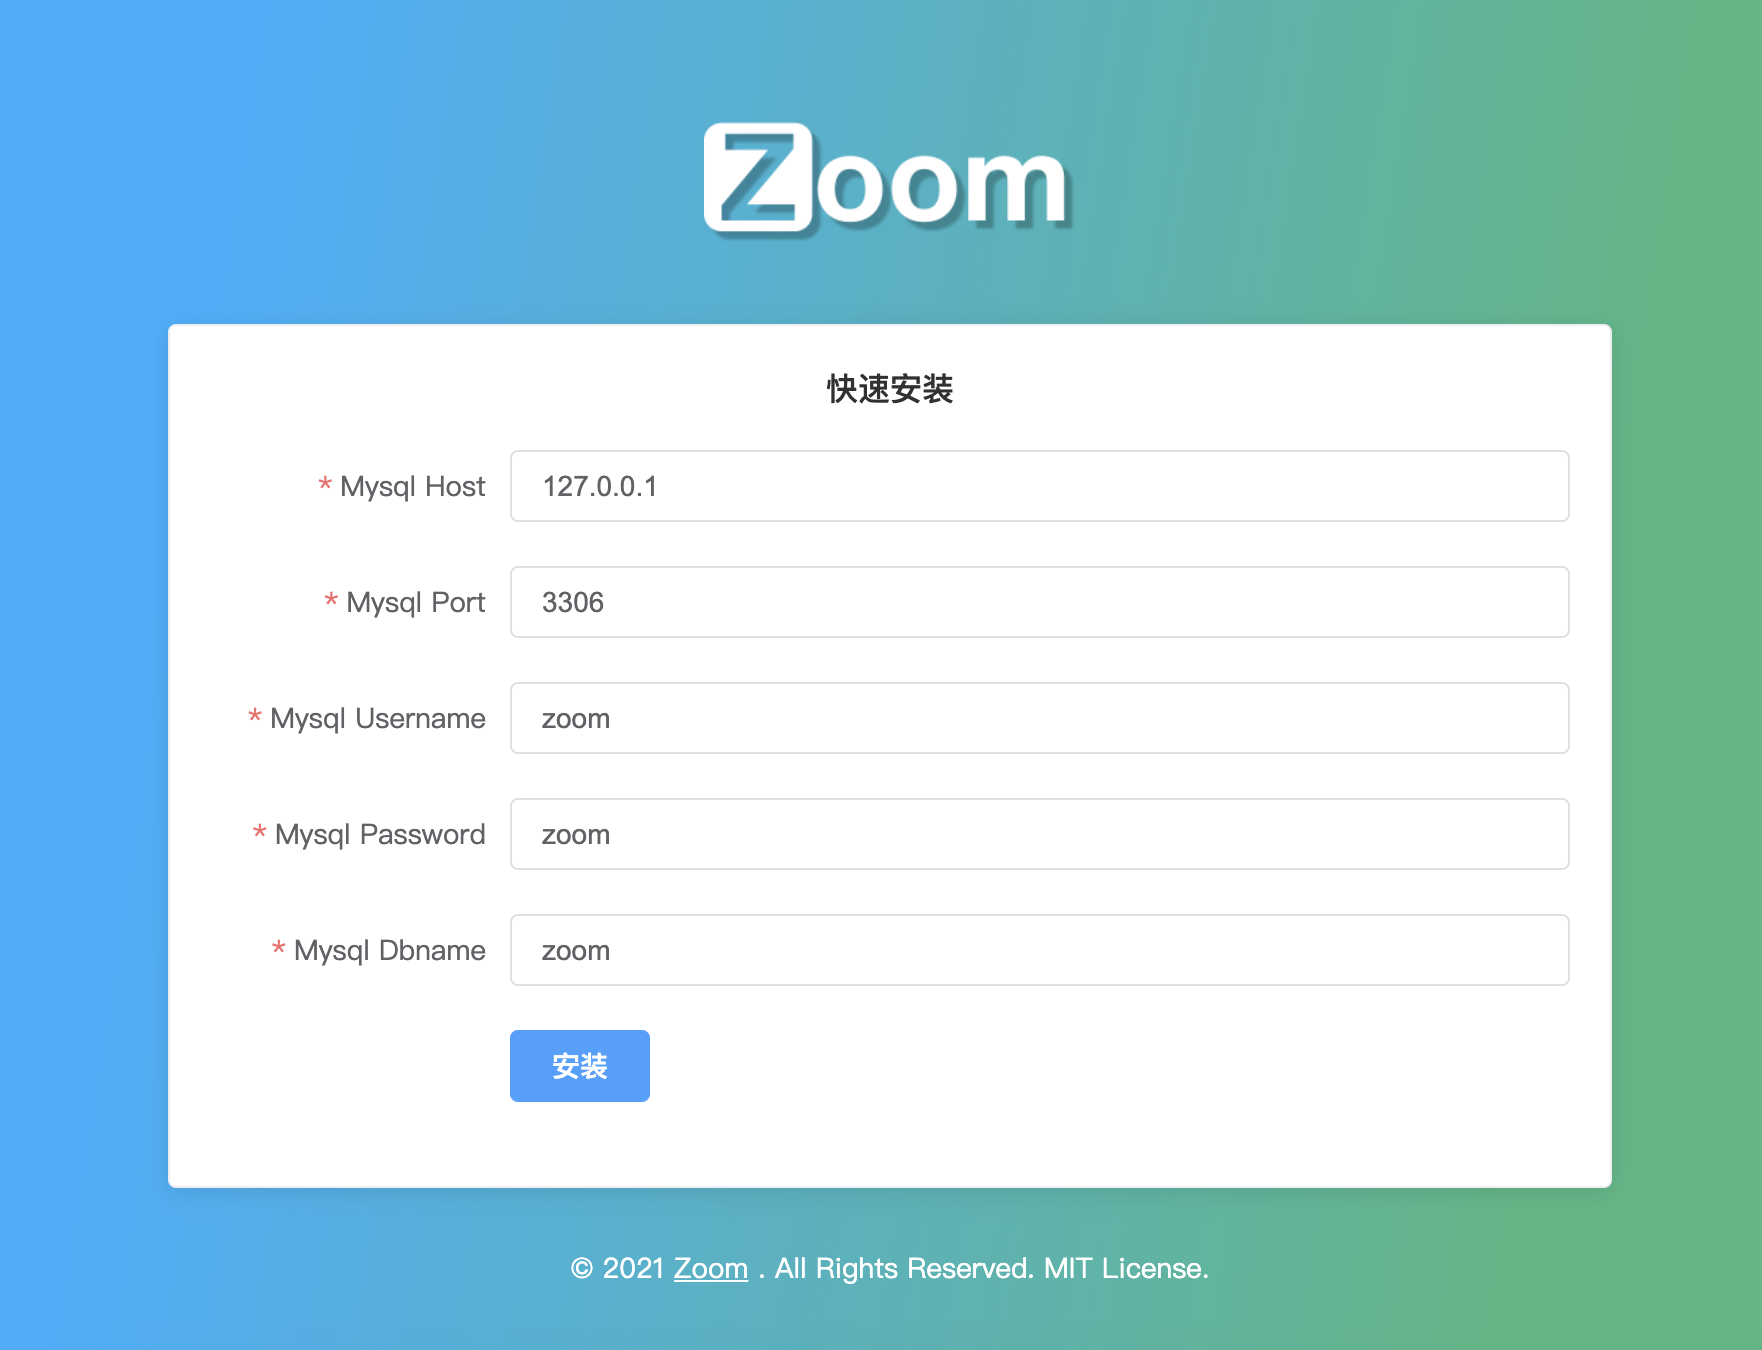 Zoom
快速安装
* Mysql Host 127.0.0.1
* Mysql Port 3306
* Mysql Username zoom
* Mysql Password zoom
* Mysql Dbname zoom
安装
© 2021 Zoom . All Rights Reserved. MIT License.